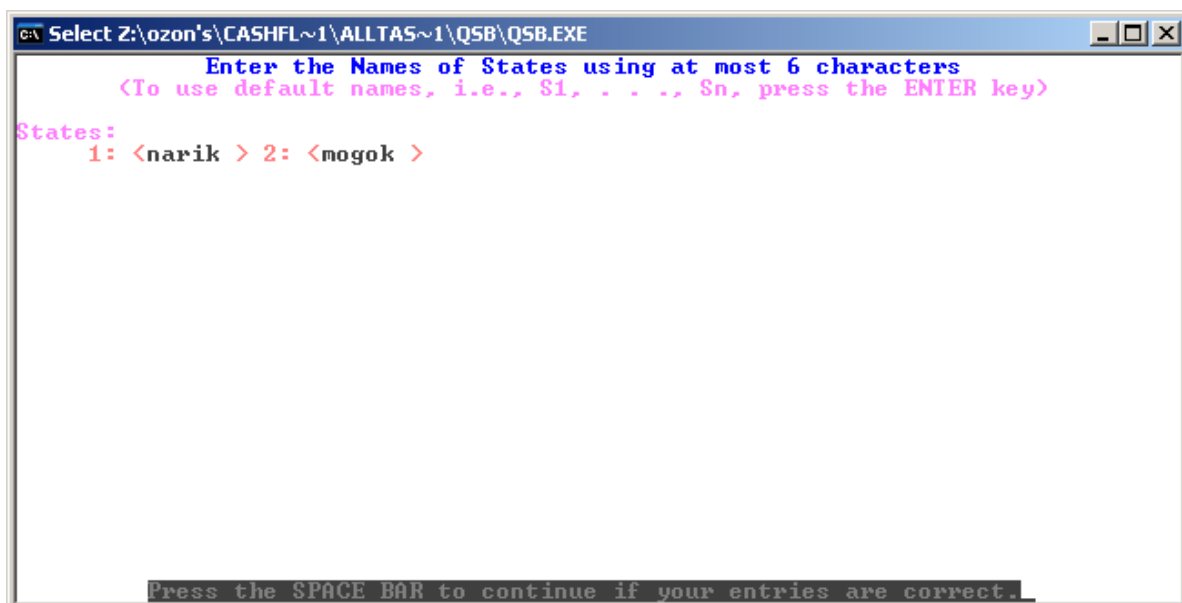 Select Z:\ozon's\CASHFL~1\ALLTAS~1\QSB\QSB.EXE
Enter the Names of States using at most 6 characters
(To use default names, i.e., S1, . . ., Sn, press the ENTER key)
States:
1: <narik > 2: <mogok >
Press the SPACE BAR to continue if your entries are correct._